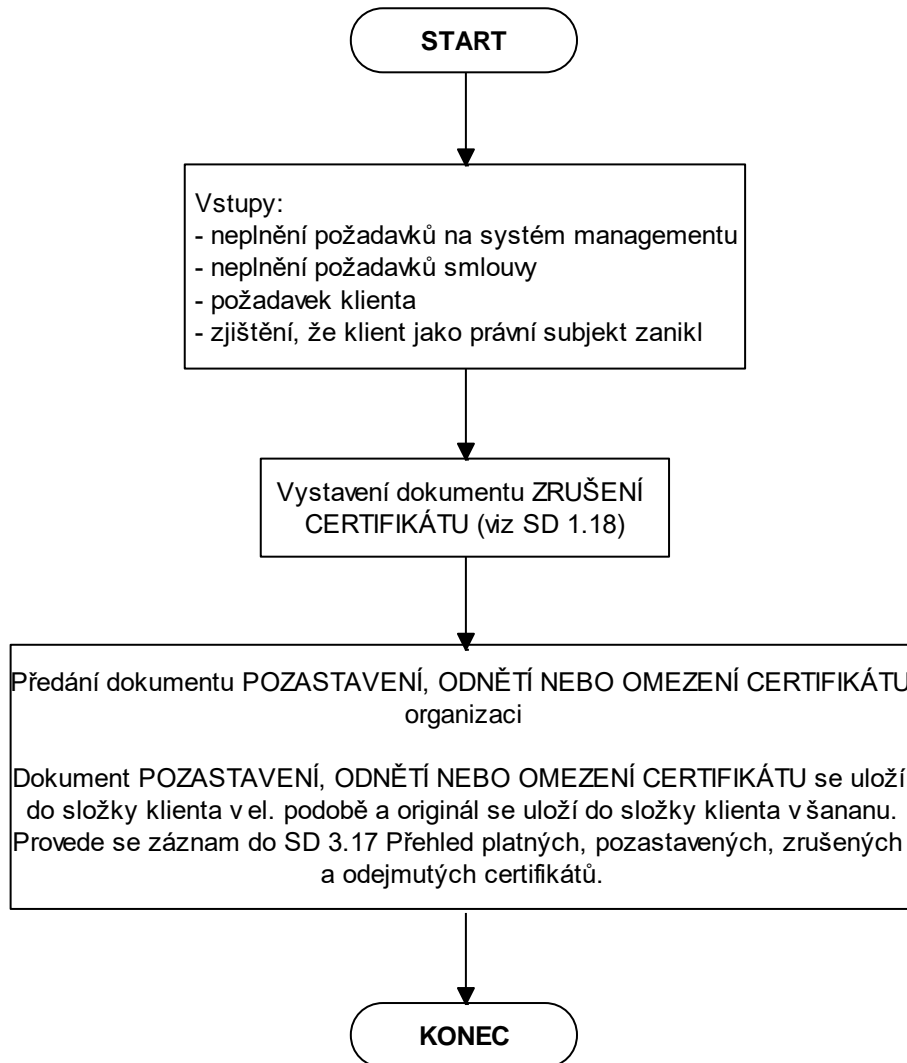 START
Vstupy:
- neplnění požadavků na systém managementu
- neplnění požadavků smlouvy
- požadavek klienta
- zjištění, že klient jako právní subjekt zanikl
Vystavení dokumentu ZRUŠENÍ
CERTIFIKÁTU (viz SD 1.18)
Předání dokumentu POZASTAVENÍ, ODNĚTÍ NEBO OMEZENÍ CERTIFIKÁTU
organizaci
Dokument POZASTAVENÍ, ODNĚTÍ NEBO OMEZENÍ CERTIFIKÁTU se uloží
do složky klienta v el. podobě a originál se uloží do složky klienta v šananu.
Provede se záznam do SD 3.17 Přehled platných, pozastavených, zrušených
a odejmutých certifikátů.
KONEC